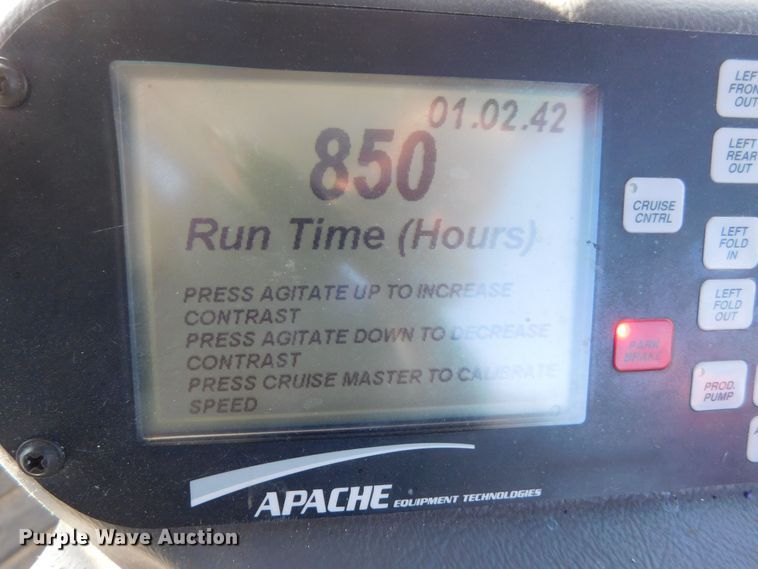 01.02.42
850
Run Time (Hours)
PRESS AGITATE UP TO INCREASE
CONTRAST
PRESS AGITATE DOWN TO DECREASE
CONTRAST
PRESS CRUISE MASTER TO CALIBRATE
SPEED
LEFT
FRONT
OUT
LEFT
REAR
OUT
CRUISE
CNTRL
LEFT
FOLD
IN
LEFT
FOLD
OUT
PARK
BRAKE
PROD.
PUMP
APACHE EQUIPMENT TECHNOLOGIES
Purple Wave Auction